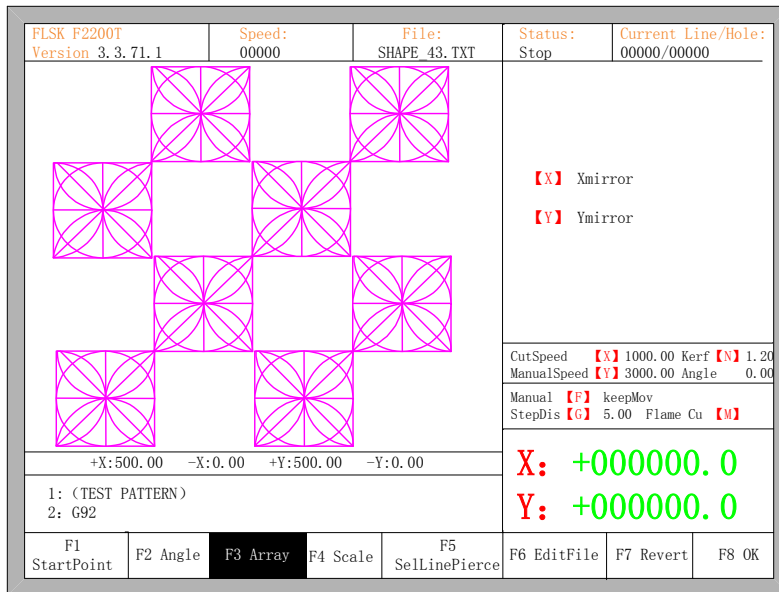 FLSK F2200T
Version 3.3.71.1
Speed:
00000
File:
SHAPE_43.TXT
Status:
Stop
Current Line/Hole:
00000/00000
【X】 Xmirror
【Y】 Ymirror
CutSpeed 【X】1000.00 Kerf【N】1.20
ManualSpeed【Y】3000.00 Angle 0.00
Manual 【F】 keepMov
StepDis【G】 5.00 Flame Cu 【M】
+X:500.00 -X:0.00 +Y:500.00 -Y:0.00
1: (TEST PATTERN)
2: G92
X: +000000.0
Y: +000000.0
F1
StartPoint
F2 Angle
F3 Array
F4 Scale
F5
SelLinePierce
F6 EditFile
F7 Revert
F8 OK